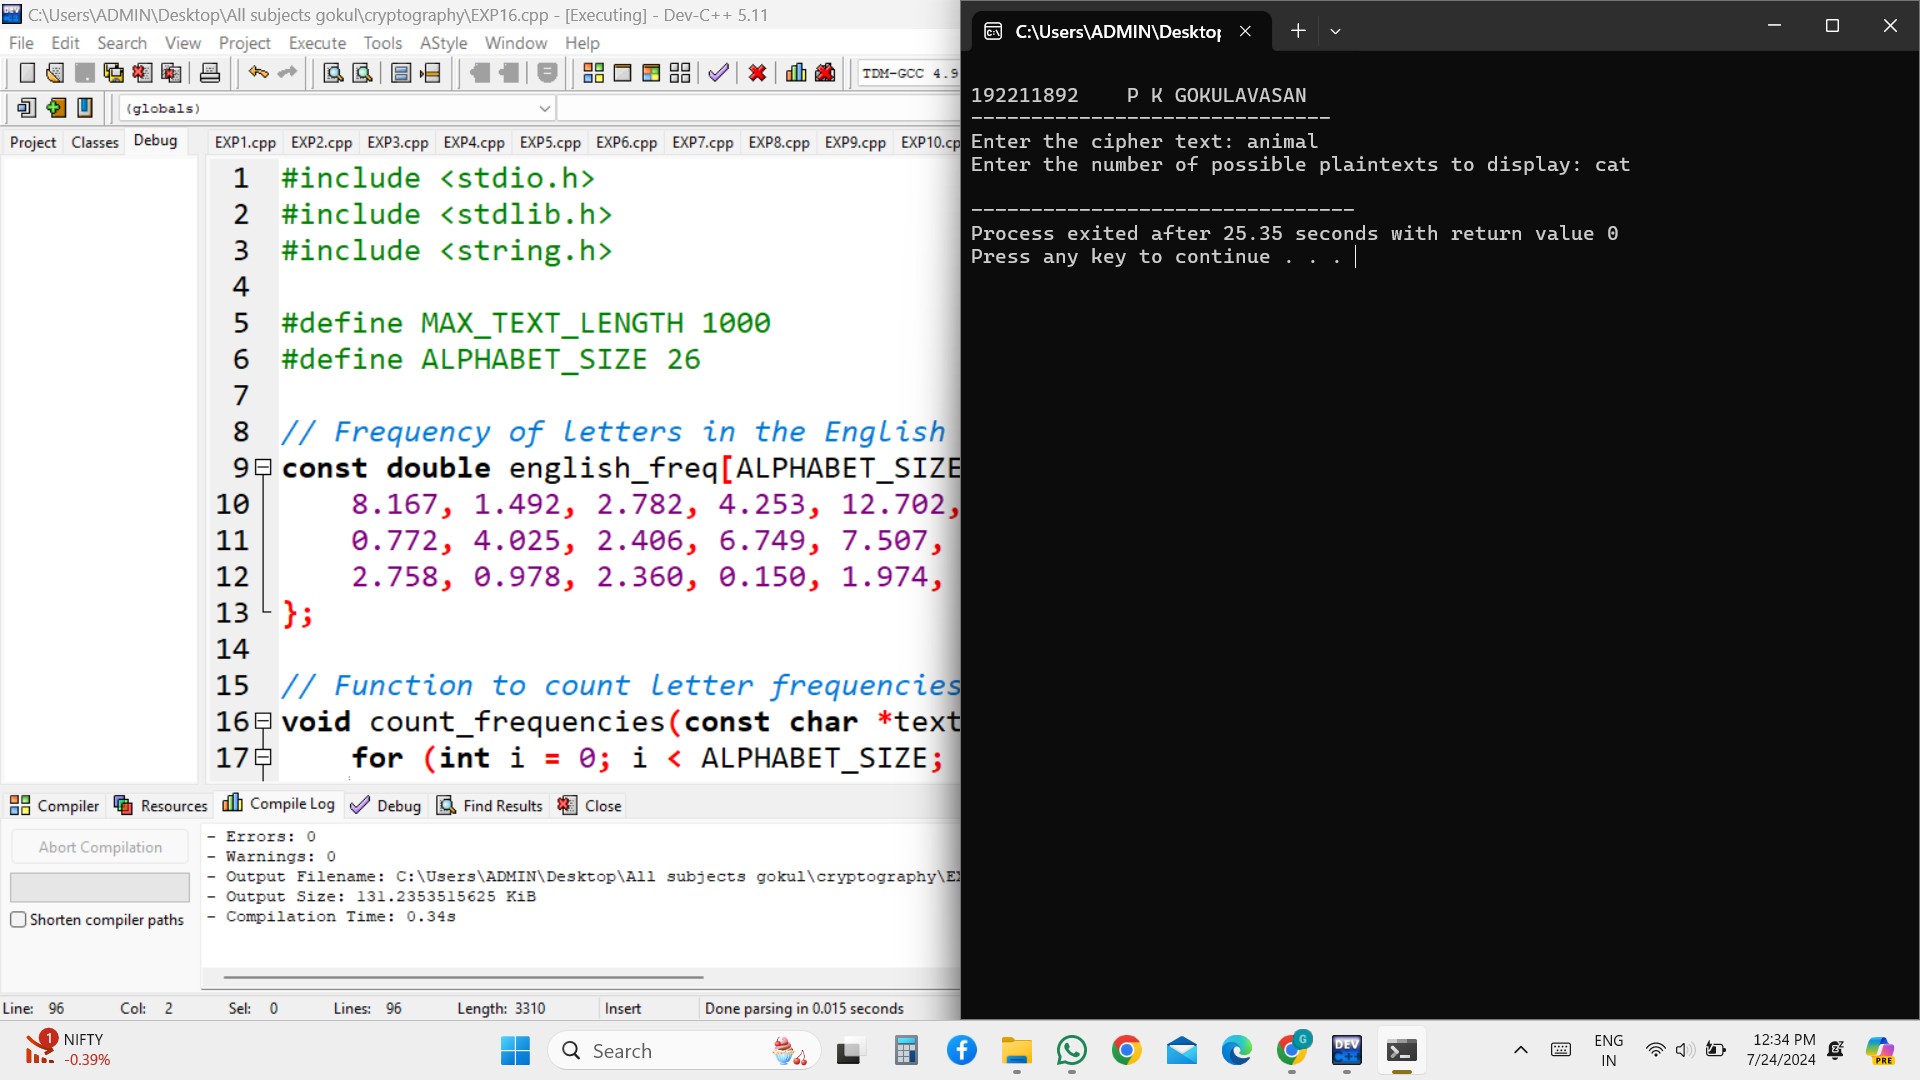 C:\Users\ADMIN\Desktop\All subjects gokul\cryptography\EXP16.cpp - [Executing] - Dev-C++ 5.11
File Edit Search View Project Execute Tools AStyle Window Help
TDM-GCC 4.9
(globals)
Project Classes Debug
EXP1.cpp EXP2.cpp EXP3.cpp EXP4.cpp EXP5.cpp EXP6.cpp EXP7.cpp EXP8.cpp EXP9.cpp EXP10.cp
1 #include <stdio.h>
2 #include <stdlib.h>
3 #include <string.h>
4
5 #define MAX_TEXT_LENGTH 1000
6 #define ALPHABET_SIZE 26
7
8 // Frequency of letters in the English
9 const double english_freq[ALPHABET_SIZE
10 8.167, 1.492, 2.782, 4.253, 12.702,
11 0.772, 4.025, 2.406, 6.749, 7.507,
12 2.758, 0.978, 2.360, 0.150, 1.974,
13 };
14
15 // Function to count letter frequencies
16 void count_frequencies(const char *text
17 for (int i = 0; i < ALPHABET_SIZE;
Compiler Resources Compile Log Debug Find Results Close
Abort Compilation
Shorten compiler paths
- Errors: 0
- Warnings: 0
- Output Filename: C:\Users\ADMIN\Desktop\All subjects gokul\cryptography\EX
- Output Size: 131.2353515625 KiB
- Compilation Time: 0.34s
Line: 96 Col: 2 Sel: 0 Lines: 96 Length: 3310 Insert Done parsing in 0.015 seconds
C:\Users\ADMIN\Desktop
192211892    P K GOKULAVASAN
------------------------------
Enter the cipher text: animal
Enter the number of possible plaintexts to display: cat
--------------------------------
Process exited after 25.35 seconds with return value 0
Press any key to continue . . .
1
NIFTY
-0.39%
Search
G
DEV
C++
ENG
IN
12:34 PM
7/24/2024
PRE